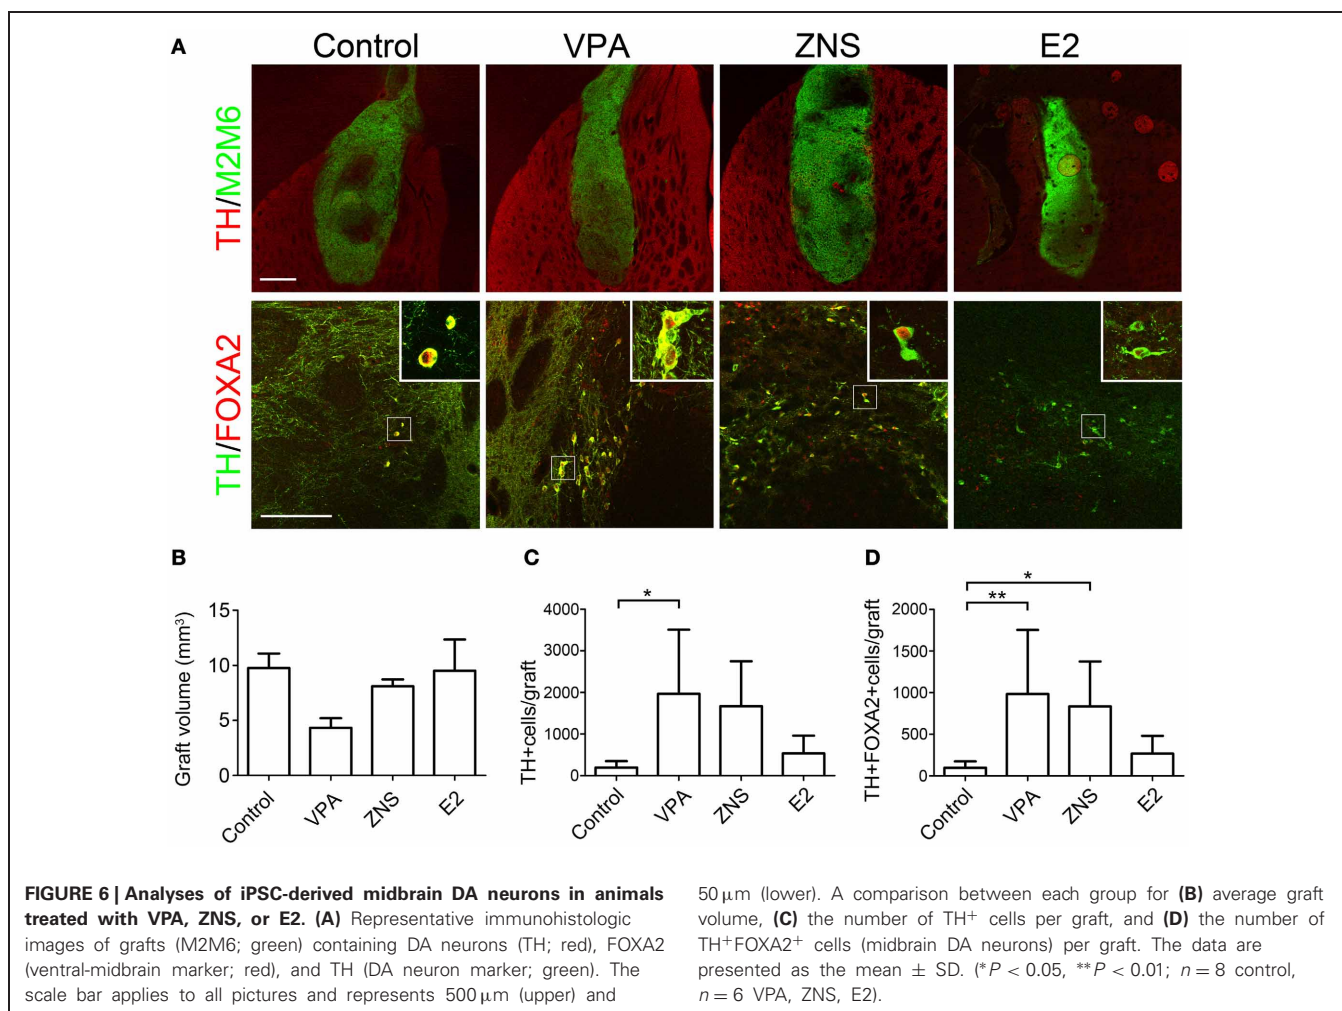 A
Control
VPA
ZNS
E2
TH/M2M6
TH/FOXA2
B
Graft volume (mm³)
15
10
5
0
Control
VPA
ZNS
E2
C
*
TH+cells/graft
4000
3000
2000
1000
0
Control
VPA
ZNS
E2
D
*
**
TH+FOXA2+cells/graft
2000
1500
1000
500
0
Control
VPA
ZNS
E2
FIGURE 6 | Analyses of iPSC-derived midbrain DA neurons in animals
treated with VPA, ZNS, or E2. (A) Representative immunohistologic
images of grafts (M2M6; green) containing DA neurons (TH; red), FOXA2
(ventral-midbrain marker; red), and TH (DA neuron marker; green). The
scale bar applies to all pictures and represents 500 μm (upper) and
50 μm (lower). A comparison between each group for (B) average graft
volume, (C) the number of TH⁺ cells per graft, and (D) the number of
TH⁺FOXA2⁺ cells (midbrain DA neurons) per graft. The data are
presented as the mean ± SD. (*P < 0.05, **P < 0.01; n = 8 control,
n = 6 VPA, ZNS, E2).